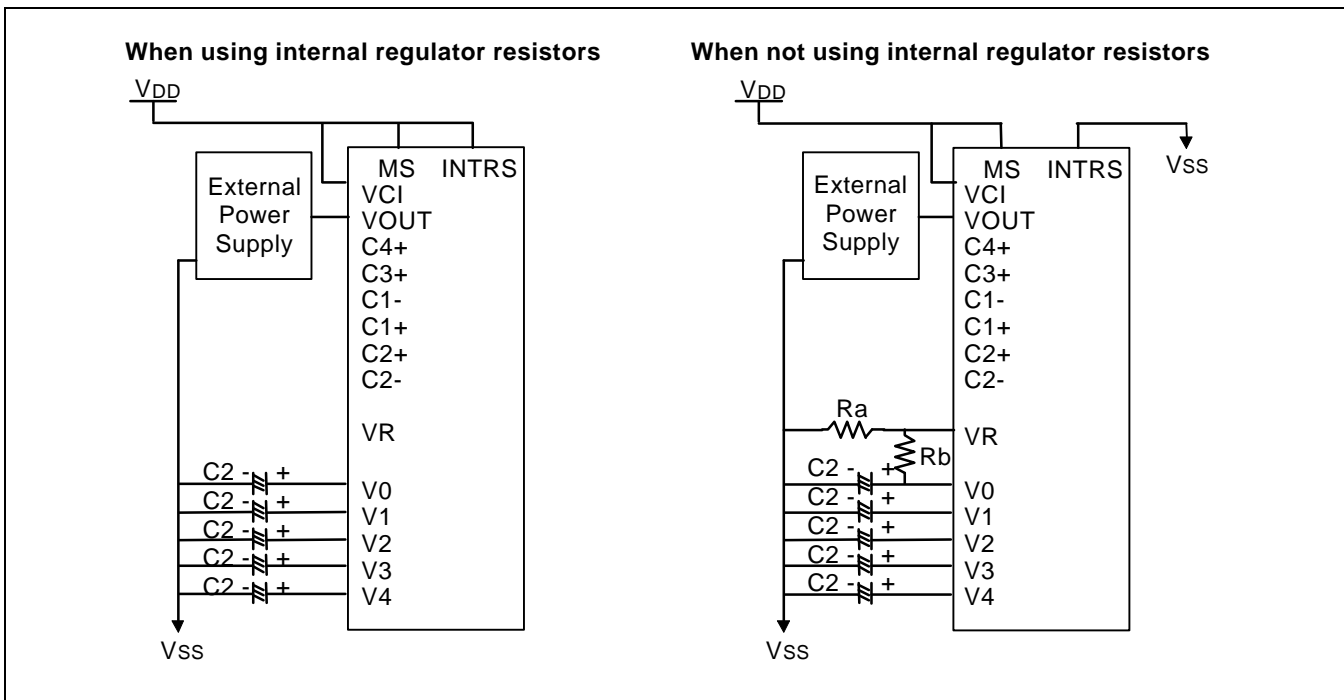 When using internal regulator resistors
VDD
External
Power
Supply
MS INTRS
VCI
VOUT
C4+
C3+
C1-
C1+
C2+
C2-
VR
C2 - + V0
C2 - + V1
C2 - + V2
C2 - + V3
C2 - + V4
VSS
When not using internal regulator resistors
VDD
VSS
External
Power
Supply
MS INTRS
VCI
VOUT
C4+
C3+
C1-
C1+
C2+
C2-
Ra
VR
Rb
C2 - + V0
C2 - + V1
C2 - + V2
C2 - + V3
C2 - + V4
VSS